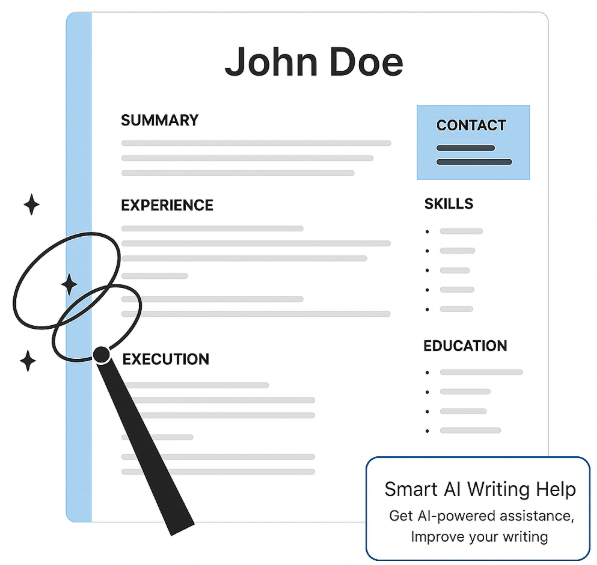 John Doe
SUMMARY
EXPERIENCE
EXECUTION
CONTACT
SKILLS
EDUCATION
Smart AI Writing Help
Get AI-powered assistance,
Improve your writing